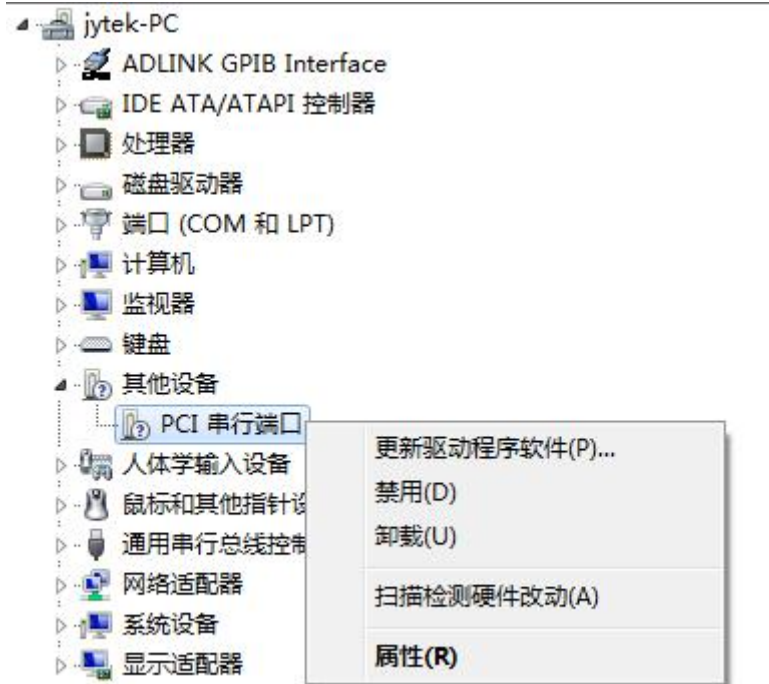 jytek-PC
ADLINK GPIB Interface
IDE ATA/ATAPI 控制器
处理器
磁盘驱动器
端口 (COM 和 LPT)
计算机
监视器
键盘
其他设备
PCI 串行端口
人体学输入设备
鼠标和其他指针设
通用串行总线控制
网络适配器
系统设备
显示适配器
更新驱动程序软件(P)...
禁用(D)
卸载(U)
扫描检测硬件改动(A)
属性(R)